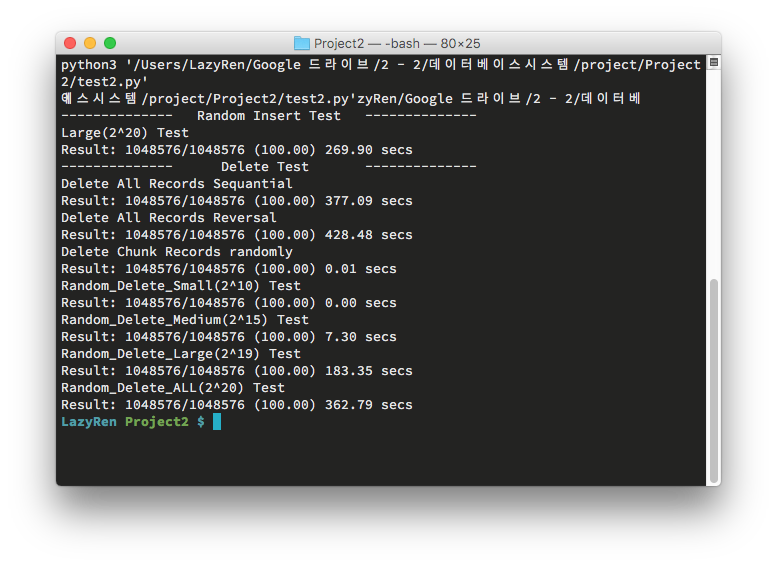 Project2 — -bash — 80×25
python3 '/Users/LazyRen/Google 드라이브/2 - 2/데이터베이스시스템/project/Project
2/test2.py'
스시스템/project/Project2/test2.py'zyRen/Google 드라이브/2 - 2/데이터베
-------------- Random Insert Test --------------
Large(2^20) Test
Result: 1048576/1048576 (100.00) 269.90 secs
-------------- Delete Test --------------
Delete All Records Sequantial
Result: 1048576/1048576 (100.00) 377.09 secs
Delete All Records Reversal
Result: 1048576/1048576 (100.00) 428.48 secs
Delete Chunk Records randomly
Result: 1048576/1048576 (100.00) 0.01 secs
Random_Delete_Small(2^10) Test
Result: 1048576/1048576 (100.00) 0.00 secs
Random_Delete_Medium(2^15) Test
Result: 1048576/1048576 (100.00) 7.30 secs
Random_Delete_Large(2^19) Test
Result: 1048576/1048576 (100.00) 183.35 secs
Random_Delete_ALL(2^20) Test
Result: 1048576/1048576 (100.00) 362.79 secs
LazyRen Project2 $